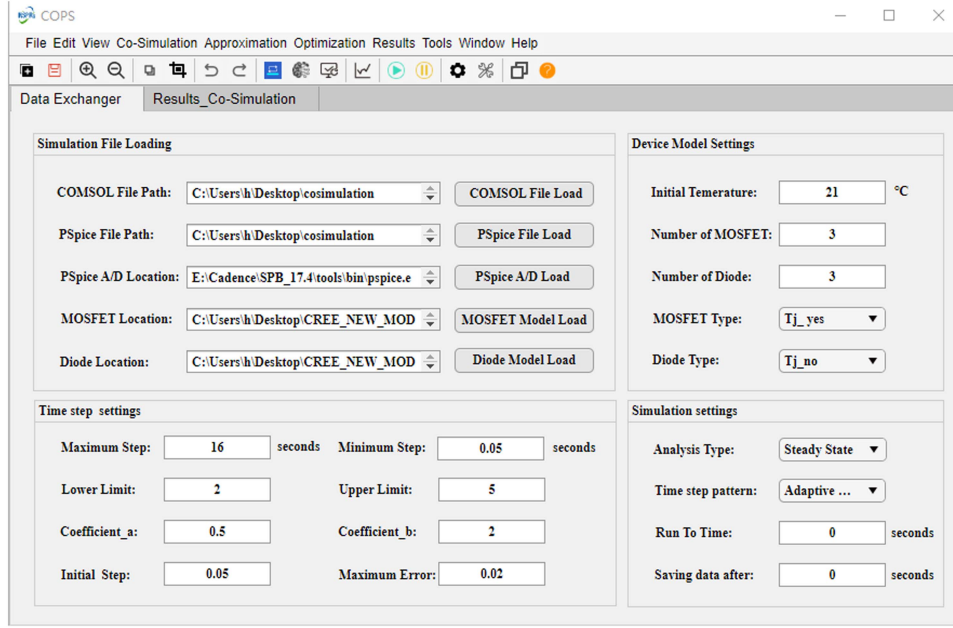 COPS
File Edit View Co-Simulation Approximation Optimization Results Tools Window Help
Data Exchanger Results_Co-Simulation
Simulation File Loading
COMSOL File Path: C:\Users\h\Desktop\cosimulation COMSOL File Load
PSpice File Path: C:\Users\h\Desktop\cosimulation PSpice File Load
PSpice A/D Location: E:\Cadence\SPB_17.4\tools\bin\pspice.e PSpice A/D Load
MOSFET Location: C:\Users\h\Desktop\CREE_NEW_MOD MOSFET Model Load
Diode Location: C:\Users\h\Desktop\CREE_NEW_MOD Diode Model Load
Device Model Settings
Initial Temerature: 21 °C
Number of MOSFET: 3
Number of Diode: 3
MOSFET Type: Tj_yes
Diode Type: Tj_no
Time step settings
Maximum Step: 16 seconds Minimum Step: 0.05 seconds
Lower Limit: 2 Upper Limit: 5
Coefficient_a: 0.5 Coefficient_b: 2
Initial Step: 0.05 Maximum Error: 0.02
Simulation settings
Analysis Type: Steady State
Time step pattern: Adaptive ...
Run To Time: 0 seconds
Saving data after: 0 seconds